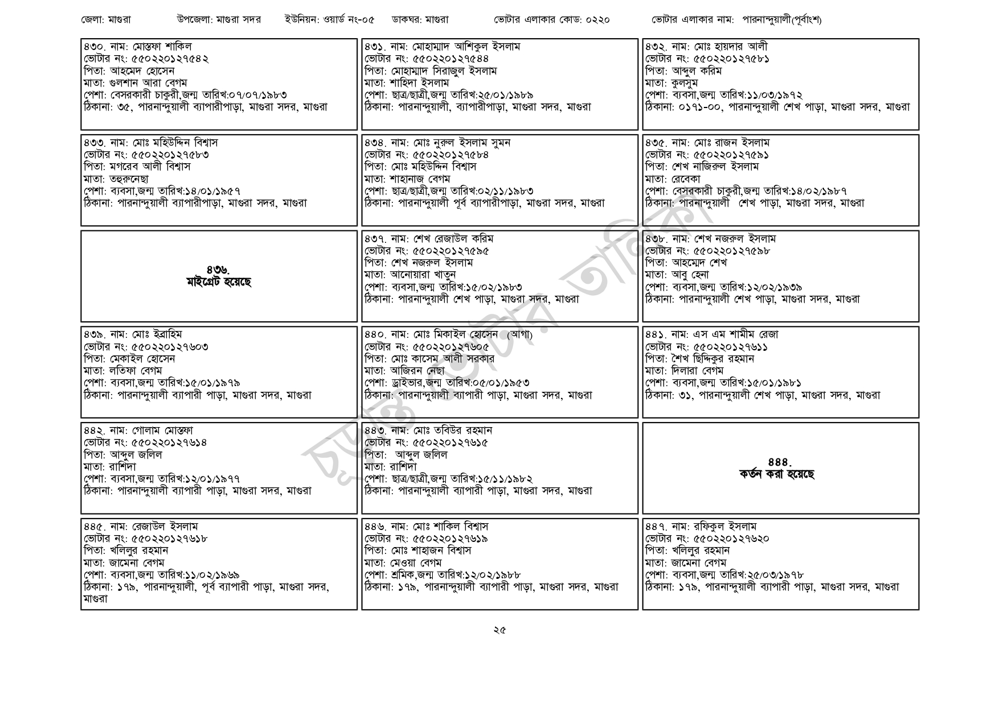 জেলা: মাগুরা উপজেলা: মাগুরা সদর ইউনিয়ন: ওয়ার্ড নং-০৫ ডাকঘর: মাগুরা ভোটার এলাকার কোড: ০২২০ ভোটার এলাকার নাম: পারনান্দুয়ালী(পূর্বাংশ)
৪৩০. নাম: মোস্তফা শাকিল
ভোটার নং: ৫৫০২২০১২৭৫৪২
পিতা: আহমেদ হোসেন
মাতা: গুলশান আরা বেগম
পেশা: বেসরকারী চাকুরী,জন্ম তারিখ:০৭/০৭/১৯৮৩
ঠিকানা: ৩৫, পারনান্দুয়ালী ব্যাপারীপাড়া, মাগুরা সদর, মাগুরা
৪৩১. নাম: মোহাম্মাদ আশিকুল ইসলাম
ভোটার নং: ৫৫০২২০১২৭৫৪৪
পিতা: মোহাম্মাদ সিরাজুল ইসলাম
মাতা: শাহিদা ইসলাম
পেশা: ছাত্র/ছাত্রী,জন্ম তারিখ:২৫/০১/১৯৮৯
ঠিকানা: পারনান্দুয়ালী, ব্যাপারীপাড়া, মাগুরা সদর, মাগুরা
৪৩২. নাম: মোঃ হায়দার আলী
ভোটার নং: ৫৫০২২০১২৭৫৮১
পিতা: আব্দুল করিম
মাতা: কুলসুম
পেশা: ব্যবসা,জন্ম তারিখ:১১/০৩/১৯৭২
ঠিকানা: ০১৭১-০০, পারনান্দুয়ালী শেখ পাড়া, মাগুরা সদর, মাগুরা
৪৩৩. নাম: মোঃ মহিউদ্দিন বিশ্বাস
ভোটার নং: ৫৫০২২০১২৭৫৮৩
পিতা: মগরেব আলী বিশ্বাস
মাতা: তহুরুনেছা
পেশা: ব্যবসা,জন্ম তারিখ:১৪/০১/১৯৫৭
ঠিকানা: পারনান্দুয়ালী ব্যাপারীপাড়া, মাগুরা সদর, মাগুরা
৪৩৪. নাম: মোঃ নুরুল ইসলাম সুমন
ভোটার নং: ৫৫০২২০১২৭৫৮৪
পিতা: মোঃ মহিউদ্দিন বিশ্বাস
মাতা: শাহানাজ বেগম
পেশা: ছাত্র/ছাত্রী,জন্ম তারিখ:০২/১১/১৯৮৩
ঠিকানা: পারনান্দুয়ালী পূর্ব ব্যাপারীপাড়া, মাগুরা সদর, মাগুরা
৪৩৫. নাম: মোঃ রাজন ইসলাম
ভোটার নং: ৫৫০২২০১২৭৫৯১
পিতা: শেখ নাজিরুল ইসলাম
মাতা: রেবেকা
পেশা: বেসরকারী চাকুরী,জন্ম তারিখ:১৪/০২/১৯৮৭
ঠিকানা: পারনান্দুয়ালী শেখ পাড়া, মাগুরা সদর, মাগুরা
৪৩৬.
মাইগ্রেট হয়েছে
৪৩৭. নাম: শেখ রেজাউল করিম
ভোটার নং: ৫৫০২২০১২৭৫৯৫
পিতা: শেখ নজরুল ইসলাম
মাতা: আনোয়ারা খাতুন
পেশা: ব্যবসা,জন্ম তারিখ:১৫/০২/১৯৮৩
ঠিকানা: পারনান্দুয়ালী শেখ পাড়া, মাগুরা সদর, মাগুরা
৪৩৮. নাম: শেখ নজরুল ইসলাম
ভোটার নং: ৫৫০২২০১২৭৫৯৮
পিতা: আহম্মেদ শেখ
মাতা: আবু হেনা
পেশা: ব্যবসা,জন্ম তারিখ:১২/০২/১৯৩৯
ঠিকানা: পারনান্দুয়ালী শেখ পাড়া, মাগুরা সদর, মাগুরা
৪৩৯. নাম: মোঃ ইব্রাহিম
ভোটার নং: ৫৫০২২০১২৭৬০৩
পিতা: মেকাইল হোসেন
মাতা: লতিফা বেগম
পেশা: ব্যবসা,জন্ম তারিখ:১৫/০১/১৯৭৯
ঠিকানা: পারনান্দুয়ালী ব্যাপারী পাড়া, মাগুরা সদর, মাগুরা
৪৪০. নাম: মোঃ মিকাইল হোসেন (আগা)
ভোটার নং: ৫৫০২২০১২৭৬০৫
পিতা: মোঃ কাসেম আলী সরকার
মাতা: আজিরন নেছা
পেশা: ড্রাইভার,জন্ম তারিখ:০৫/০১/১৯৫৩
ঠিকানা: পারনান্দুয়ালী ব্যাপারী পাড়া, মাগুরা সদর, মাগুরা
৪৪১. নাম: এস এম শামীম রেজা
ভোটার নং: ৫৫০২২০১২৭৬১১
পিতা: শৈখ ছিদ্দিকুর রহমান
মাতা: দিলারা বেগম
পেশা: ব্যবসা,জন্ম তারিখ:১৫/০১/১৯৮১
ঠিকানা: ৩১, পারনান্দুয়ালী শেখ পাড়া, মাগুরা সদর, মাগুরা
৪৪২. নাম: গোলাম মোস্তফা
ভোটার নং: ৫৫০২২০১২৭৬১৪
পিতা: আব্দুল জলিল
মাতা: রাশিদা
পেশা: ব্যবসা,জন্ম তারিখ:১২/০১/১৯৭৭
ঠিকানা: পারনান্দুয়ালী ব্যাপারী পাড়া, মাগুরা সদর, মাগুরা
৪৪৩. নাম: মোঃ তবিউর রহমান
ভোটার নং: ৫৫০২২০১২৭৬১৫
পিতা: আব্দুল জলিল
মাতা: রাশিদা
পেশা: ছাত্র/ছাত্রী,জন্ম তারিখ:১৫/১১/১৯৮২
ঠিকানা: পারনান্দুয়ালী ব্যাপারী পাড়া, মাগুরা সদর, মাগুরা
৪৪৪.
কর্তন করা হয়েছে
৪৪৫. নাম: রেজাউল ইসলাম
ভোটার নং: ৫৫০২২০১২৭৬১৮
পিতা: খলিলুর রহমান
মাতা: জামেনা বেগম
পেশা: ব্যবসা,জন্ম তারিখ:১১/০২/১৯৬৯
ঠিকানা: ১৭৯, পারনান্দুয়ালী, পূর্ব ব্যাপারী পাড়া, মাগুরা সদর,
মাগুরা
৪৪৬. নাম: মোঃ শাকিল বিশ্বাস
ভোটার নং: ৫৫০২২০১২৭৬১৯
পিতা: মোঃ শাহাজন বিশ্বাস
মাতা: মেওয়া বেগম
পেশা: শ্রমিক,জন্ম তারিখ:১২/০২/১৯৮৮
ঠিকানা: ১৭৯, পারনান্দুয়ালী ব্যাপারী পাড়া, মাগুরা সদর, মাগুরা
৪৪৭. নাম: রফিকুল ইসলাম
ভোটার নং: ৫৫০২২০১২৭৬২০
পিতা: খলিলুর রহমান
মাতা: জামেনা বেগম
পেশা: ব্যবসা,জন্ম তারিখ:২৫/০৩/১৯৭৮
ঠিকানা: ১৭৯, পারনান্দুয়ালী ব্যাপারী পাড়া, মাগুরা সদর, মাগুরা
চূড়ান্ত ভোটার তালিকা
২৫